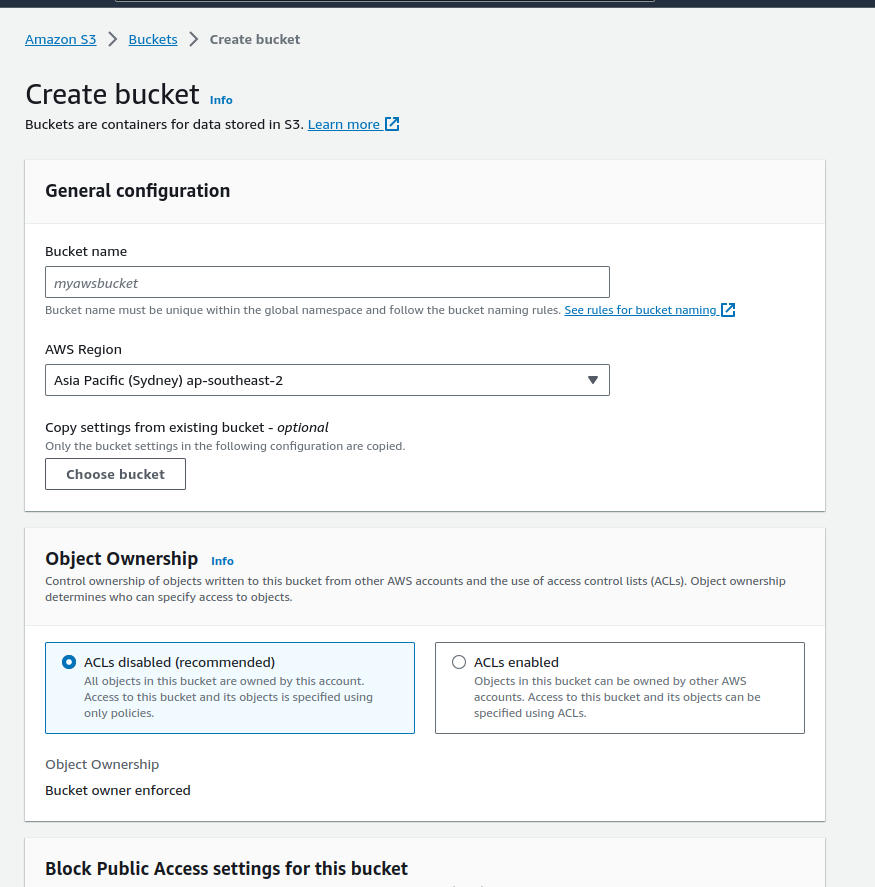 Amazon S3 > Buckets > Create bucket
Create bucket Info
Buckets are containers for data stored in S3. Learn more
General configuration
Bucket name
myawsbucket
Bucket name must be unique within the global namespace and follow the bucket naming rules. See rules for bucket naming
AWS Region
Asia Pacific (Sydney) ap-southeast-2
Copy settings from existing bucket - optional
Only the bucket settings in the following configuration are copied.
Choose bucket
Object Ownership Info
Control ownership of objects written to this bucket from other AWS accounts and the use of access control lists (ACLs). Object ownership
determines who can specify access to objects.
ACLs disabled (recommended)
All objects in this bucket are owned by this account.
Access to this bucket and its objects is specified using
only policies.
ACLs enabled
Objects in this bucket can be owned by other AWS
accounts. Access to this bucket and its objects can be
specified using ACLs.
Object Ownership
Bucket owner enforced
Block Public Access settings for this bucket